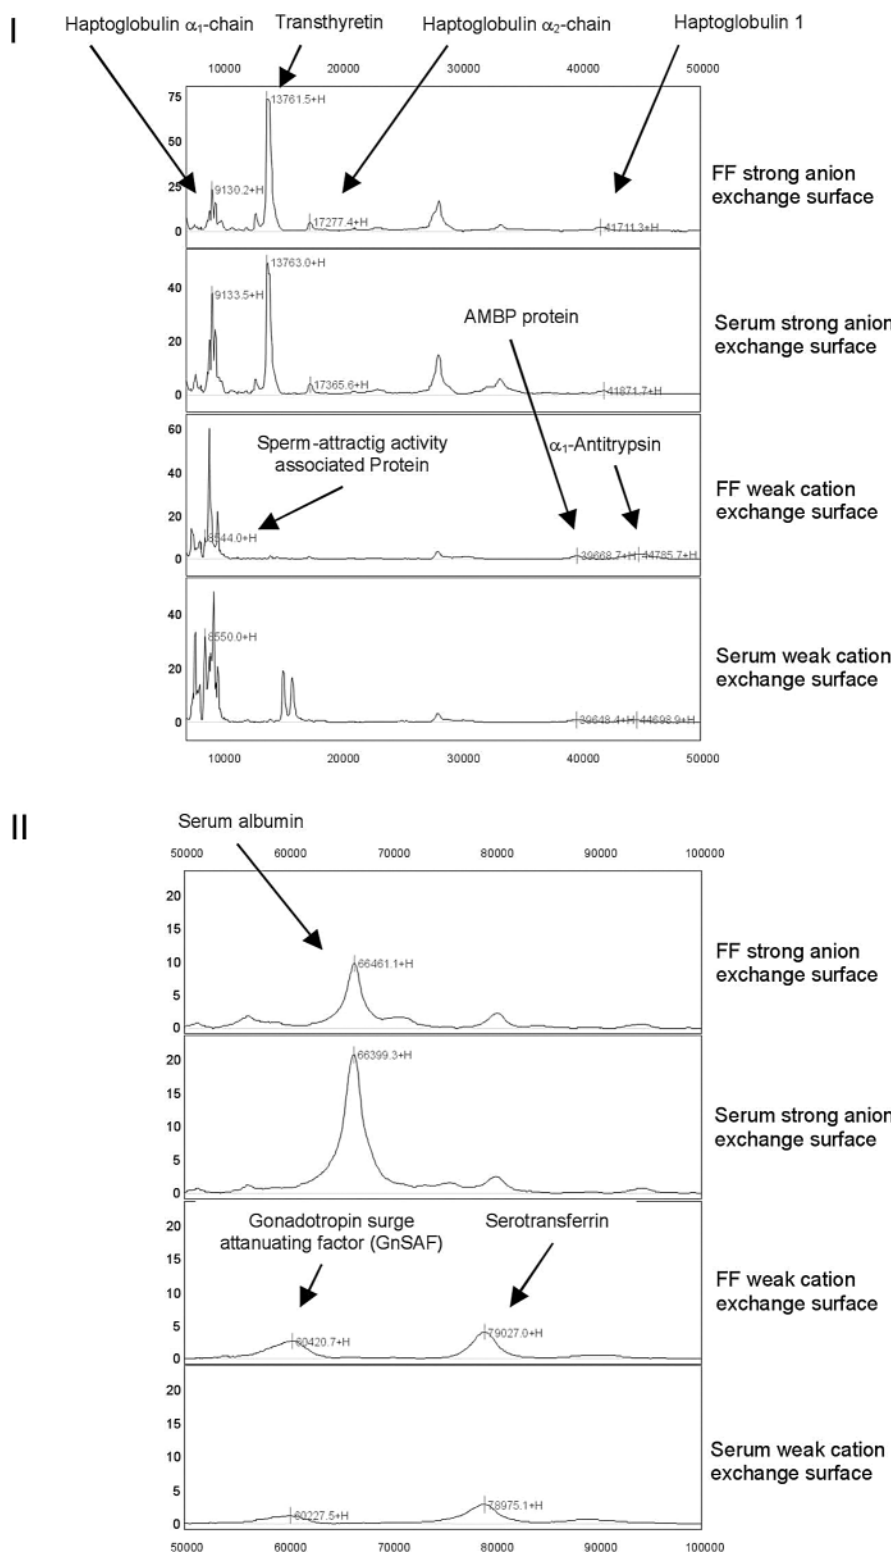 I
Haptoglobulin α1-chain
Transthyretin
Haptoglobulin α2-chain
Haptoglobulin 1
10000 20000 30000 40000 50000
75
50
25
0
9130.2+H
13761.5+H
17277.4+H
41711.3+H
FF strong anion
exchange surface
40
20
0
9133.5+H
13763.0+H
17365.6+H
41871.7+H
AMBP protein
Serum strong anion
exchange surface
60
40
20
0
Sperm-attractig activity
associated Protein
α1-Antitrypsin
8544.0+H
39668.7+H
44785.7+H
FF weak cation
exchange surface
40
20
0
8550.0+H
39648.4+H
44698.9+H
Serum weak cation
exchange surface
10000 20000 30000 40000 50000
II
Serum albumin
50000 60000 70000 80000 90000 100000
20
15
10
5
0
66461.1+H
FF strong anion
exchange surface
20
15
10
5
0
66399.3+H
Serum strong anion
exchange surface
20
15
10
5
0
Gonadotropin surge
attanuating factor (GnSAF)
Serotransferrin
60420.7+H
79027.0+H
FF weak cation
exchange surface
20
15
10
5
0
60227.5+H
78975.1+H
Serum weak cation
exchange surface
50000 60000 70000 80000 90000 100000